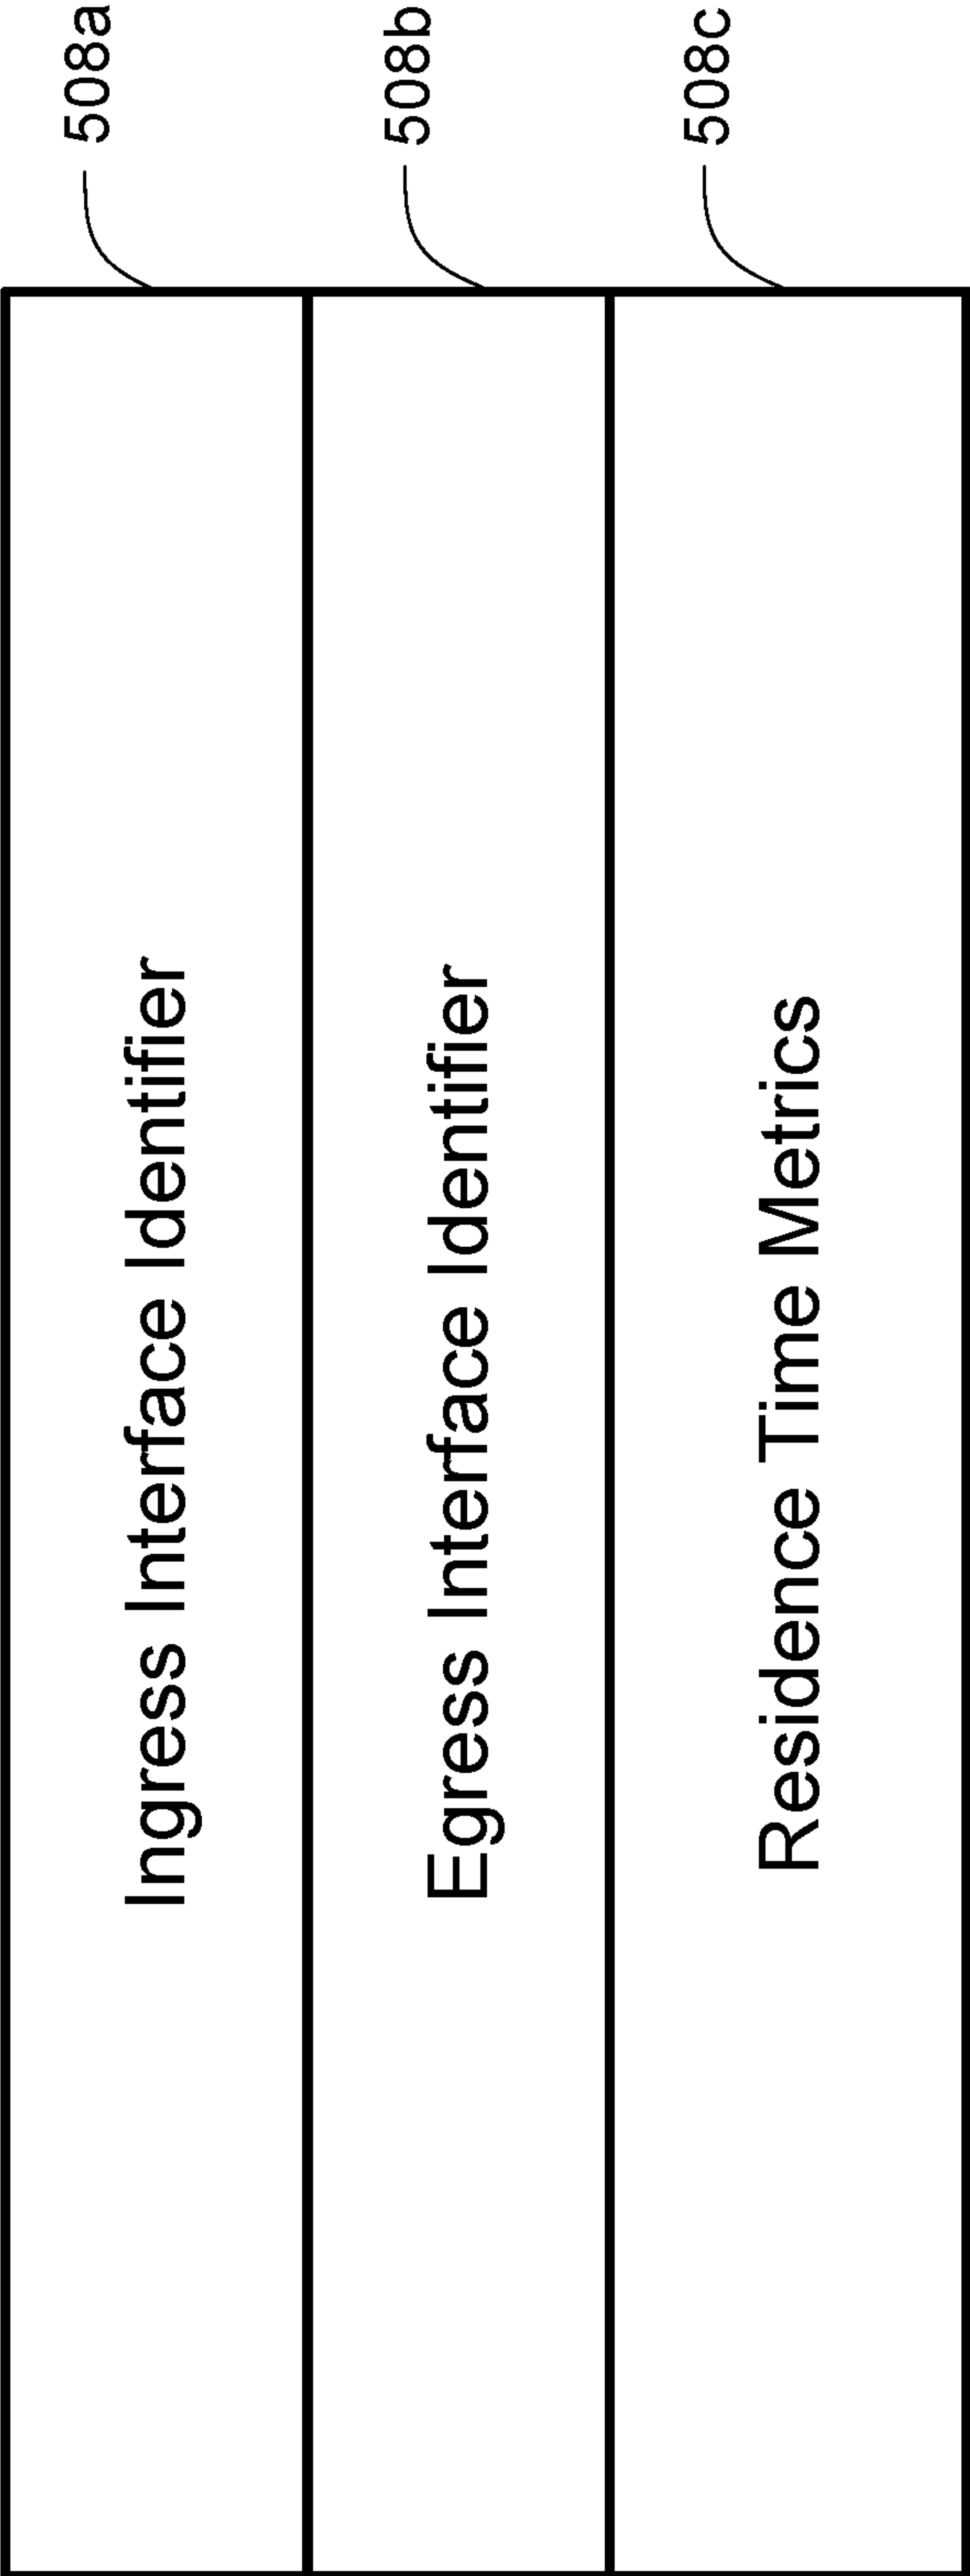 Ingress Interface Identifier
508a
Egress Interface Identifier
508b
Residence Time Metrics
508c